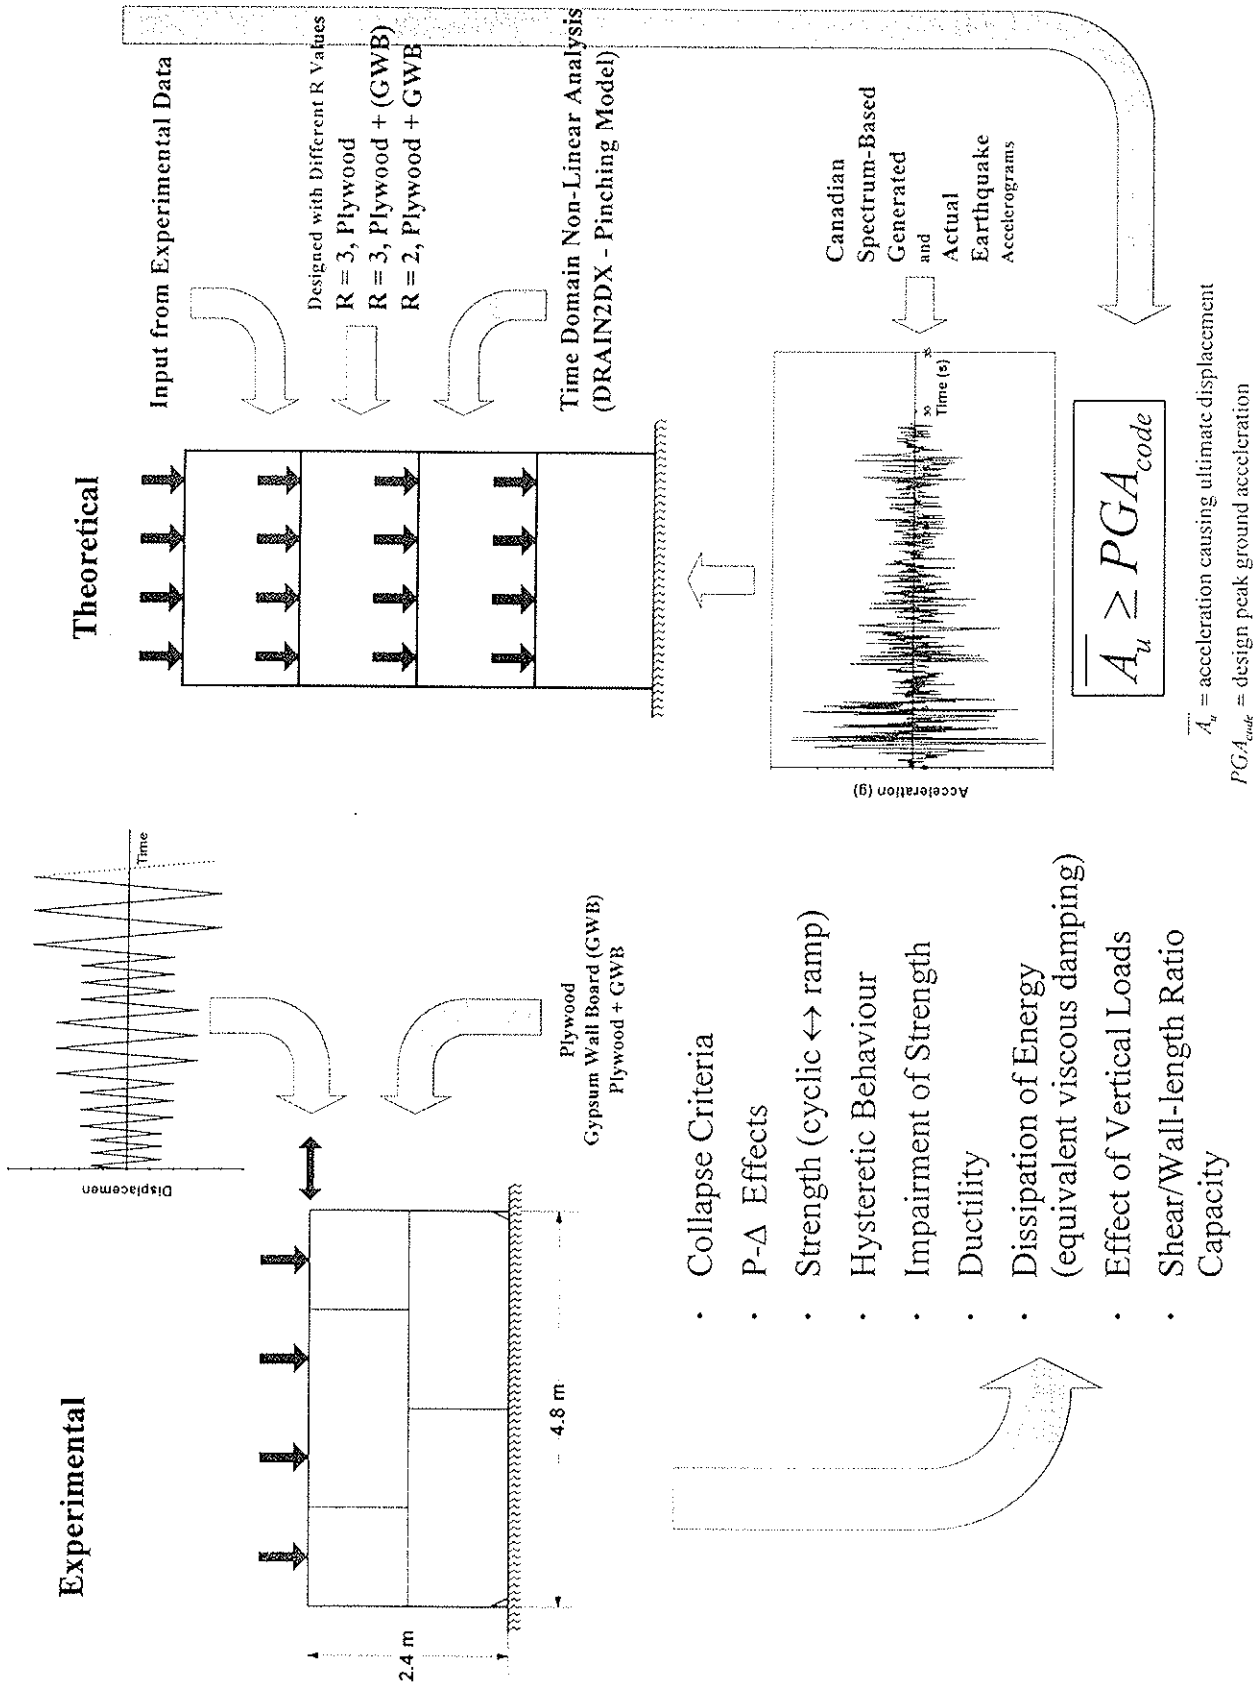 Experimental
Displacemen
Time
2.4 m
4.8 m
Plywood
Gypsum Wall Board (GWB)
Plywood + GWB
· Collapse Criteria
· P-Δ Effects
· Strength (cyclic ↔ ramp)
· Hysteretic Behaviour
· Impairment of Strength
· Ductility
· Dissipation of Energy
(equivalent viscous damping)
· Effect of Vertical Loads
· Shear/Wall-length Ratio
Capacity
Theoretical
Input from Experimental Data
Designed with Different R Values
R = 3, Plywood
R = 3, Plywood + (GWB)
R = 2, Plywood + GWB
Time Domain Non-Linear Analysis
(DRAIN2DX - Pinching Model)
Acceleration (g)
30
35
Time (s)
Canadian
Spectrum-Based
Generated
and
Actual
Earthquake
Accelerograms
A̅u̅ ≥ PGAcode
A̅u̅ = acceleration causing ultimate displacement
PGAcode = design peak ground acceleration